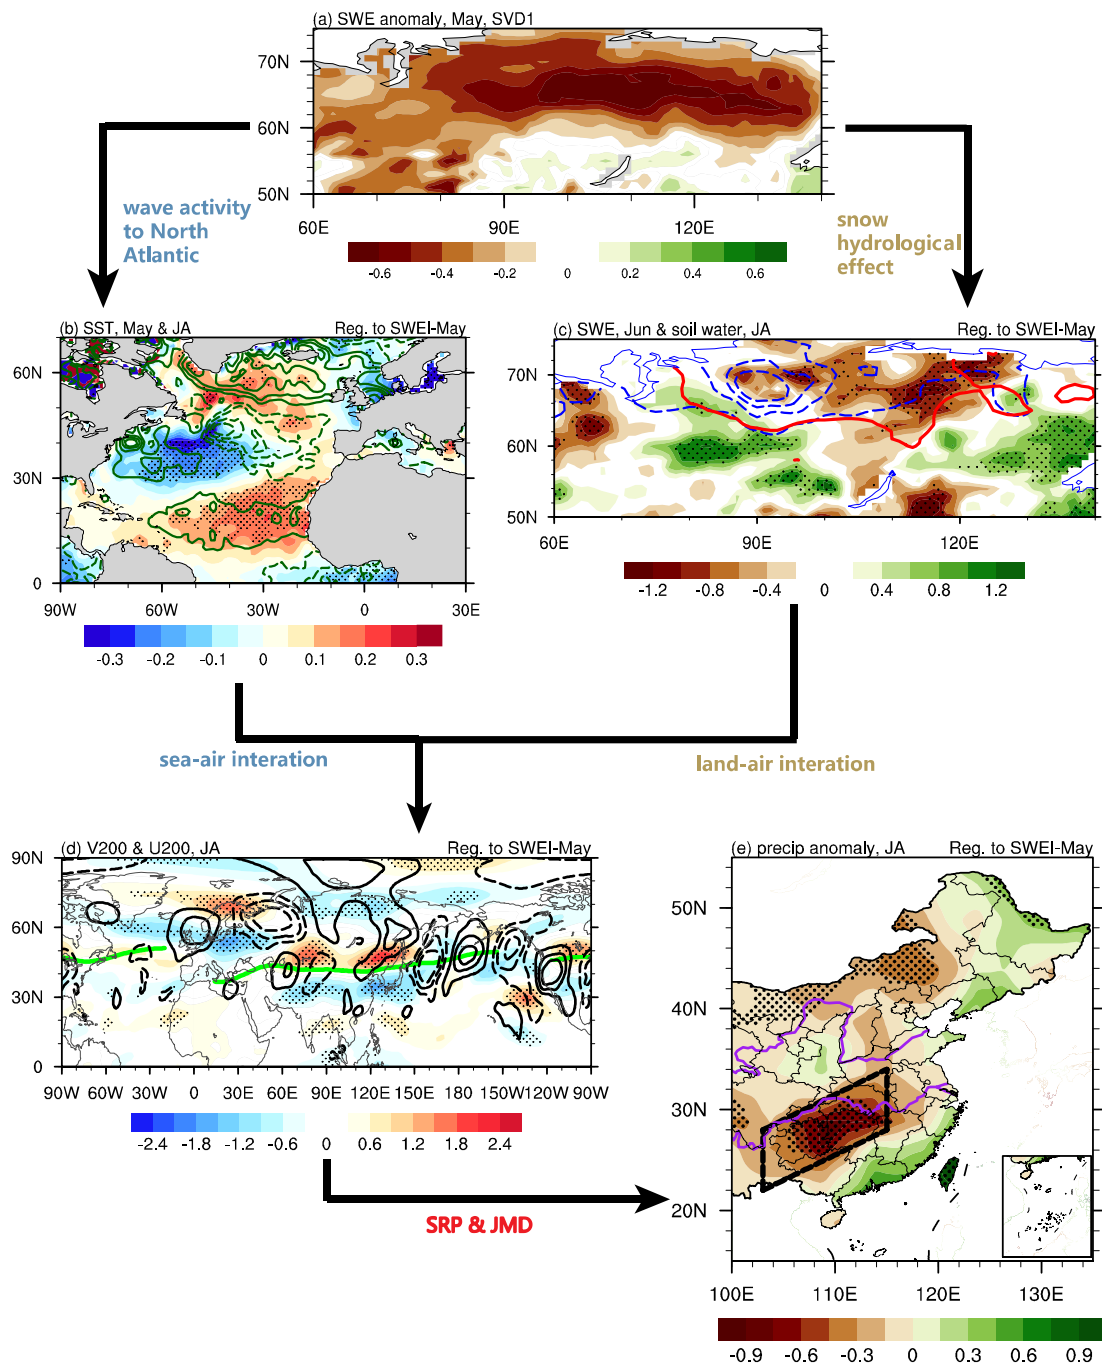 (a) SWE anomaly, May, SVD1
70N
60N
50N
60E
90E
120E
-0.6
-0.4
-0.2
0
0.2
0.4
0.6
wave activity
to North
Atlantic
snow
hydrological
effect
(b) SST, May & JA
Reg. to SWEI-May
60N
30N
0
90W
60W
30W
0
30E
-0.3
-0.2
-0.1
0
0.1
0.2
0.3
(c) SWE, Jun & soil water, JA
Reg. to SWEI-May
70N
60N
50N
60E
90E
120E
-1.2
-0.8
-0.4
0
0.4
0.8
1.2
sea-air interation
land-air interation
(d) V200 & U200, JA
Reg. to SWEI-May
90N
60N
30N
0
90W
60W
30W
0
30E
60E
90E
120E
150E
180
150W
120W
90W
-2.4
-1.8
-1.2
-0.6
0
0.6
1.2
1.8
2.4
SRP & JMD
(e) precip anomaly, JA
Reg. to SWEI-May
50N
40N
30N
20N
100E
110E
120E
130E
-0.9
-0.6
-0.3
0
0.3
0.6
0.9